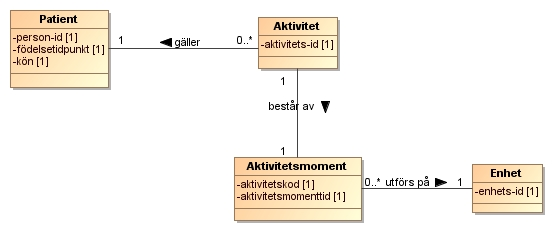 Patient
-person-id [1]
-födelsetidpunkt [1]
-kön [1]
1
gäller
0..*
Aktivitet
-aktivitets-id [1]
1
består av
1
Aktivitetsmoment
-aktivitetskod [1]
-aktivitetsmomenttid [1]
0..* utförs på 1
Enhet
-enhets-id [1]